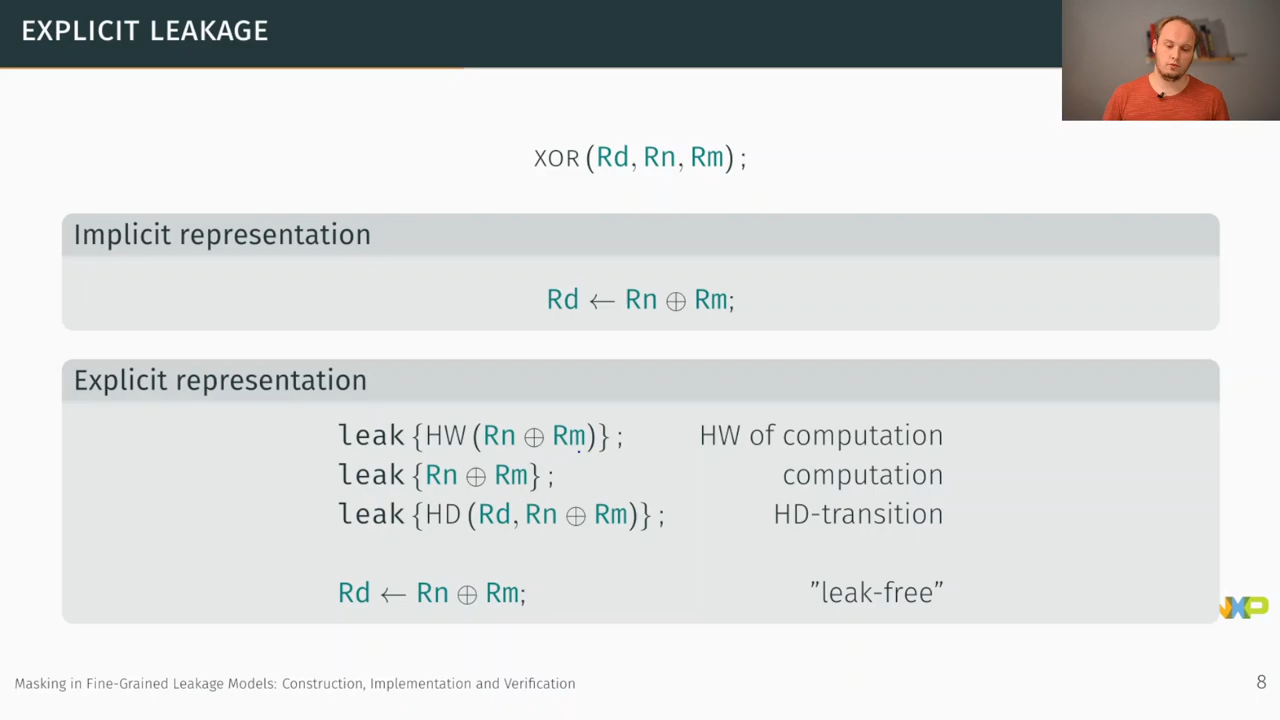 EXPLICIT LEAKAGE
XOR (Rd, Rn, Rm) ;
Implicit representation
Rd ← Rn ⊕ Rm;
Explicit representation
leak {HW (Rn ⊕ Rm)} ; HW of computation
leak {Rn ⊕ Rm} ; computation
leak {HD (Rd, Rn ⊕ Rm)} ; HD-transition
Rd ← Rn ⊕ Rm; ”leak-free”
NXP
Masking in Fine-Grained Leakage Models: Construction, Implementation and Verification 8